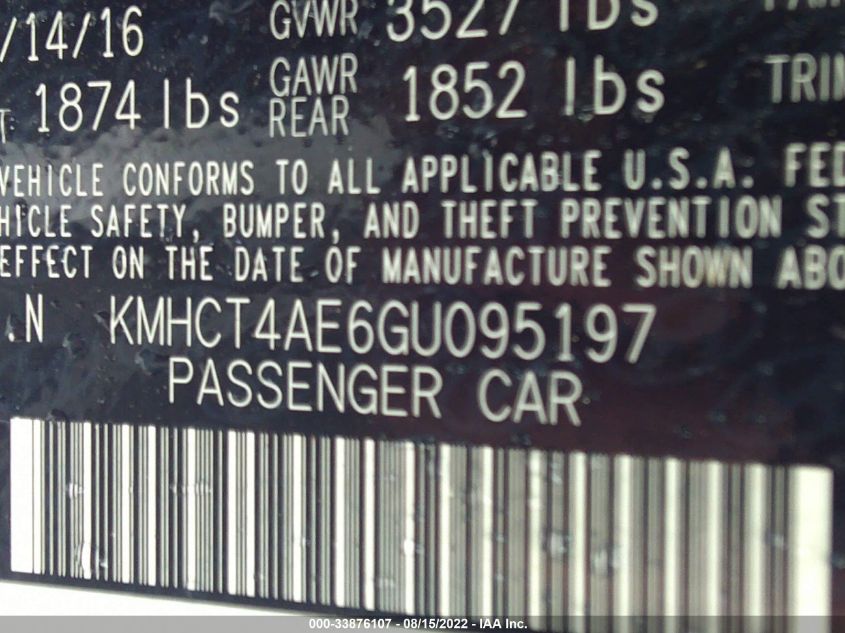 /14/16 GVWR 3527 lbs
1874 lbs GAWR REAR 1852 lbs TRIM
VEHICLE CONFORMS TO ALL APPLICABLE U.S.A. FED
HICLE SAFETY, BUMPER, AND THEFT PREVENTION ST
EFFECT ON THE DATE OF MANUFACTURE SHOWN ABO
.N KMHCT4AE6GU095197
PASSENGER CAR
000-33876107 - 08/15/2022 - IAA Inc.